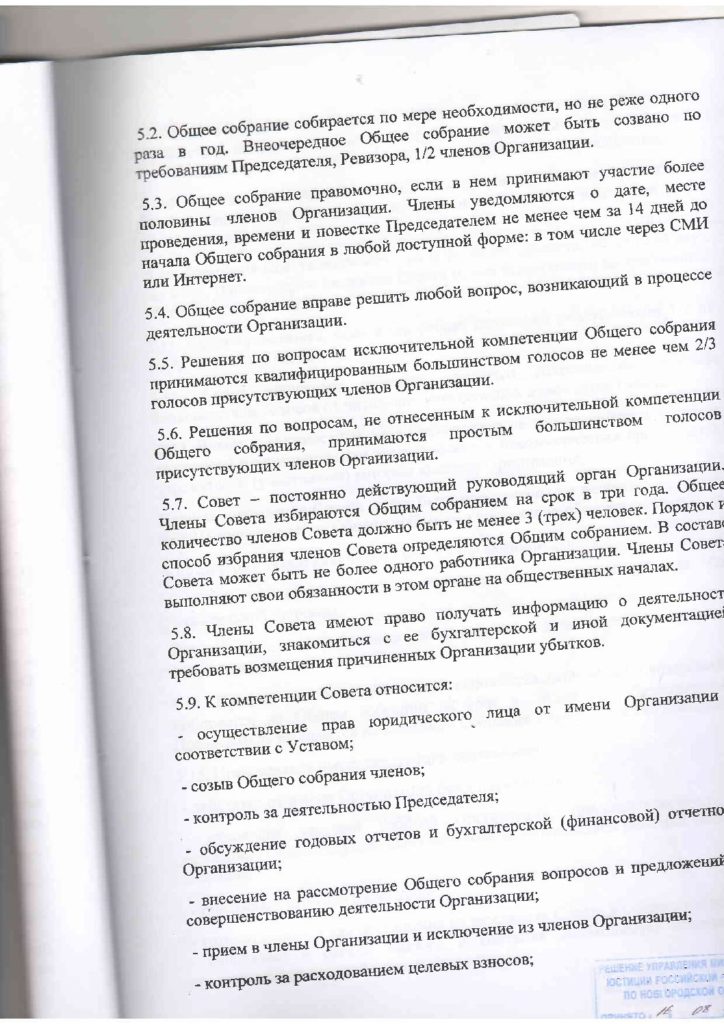 5.2. Общее собрание собирается по мере необходимости, но не реже одного
раза в год. Внеочередное Общее собрание может быть созвано по
требованиям Председателя, Ревизора, 1/2 членов Организации.
5.3. Общее собрание правомочно, если в нем принимают участие более
половины членов Организации. Члены уведомляются о дате, месте
проведения, времени и повестке Председателем не менее чем за 14 дней до
начала Общего собрания в любой доступной форме: в том числе через СМИ
или Интернет.
5.4. Общее собрание вправе решить любой вопрос, возникающий в процессе
деятельности Организации.
5.5. Решения по вопросам исключительной компетенции Общего собрания
принимаются квалифицированным большинством голосов не менее чем 2/3
голосов присутствующих членов Организации.
5.6. Решения по вопросам, не отнесенным к исключительной компетенции
Общего собрания, принимаются простым большинством голосов
присутствующих членов Организации.
5.7. Совет – постоянно действующий руководящий орган Организации.
Члены Совета избираются Общим собранием на срок в три года. Общее
количество членов Совета должно быть не менее 3 (трех) человек. Порядок и
способ избрания членов Совета определяются Общим собранием. В составе
Совета может быть не более одного работника Организации. Члены Совета
выполняют свои обязанности в этом органе на общественных началах.
5.8. Члены Совета имеют право получать информацию о деятельност
Организации, знакомиться с ее бухгалтерской и иной документацией
требовать возмещения причиненных Организации убытков.
5.9. К компетенции Совета относится:
- осуществление прав юридического лица от имени Организации
соответствии с Уставом;
- созыв Общего собрания членов;
- контроль за деятельностью Председателя;
- обсуждение годовых отчетов и бухгалтерской (финансовой) отчетно
Организации;
- внесение на рассмотрение Общего собрания вопросов и предложений
совершенствованию деятельности Организации;
- прием в члены Организации и исключение из членов Организации;
- контроль за расходованием целевых взносов;
РЕШЕНИЕ УПРАВЛЕНИЯ МИ
ЮСТИЦИИ РОССИЙСКОЙ
ПО НОВГОРОДСКОЙ О
ПРИНЯТО 16 08